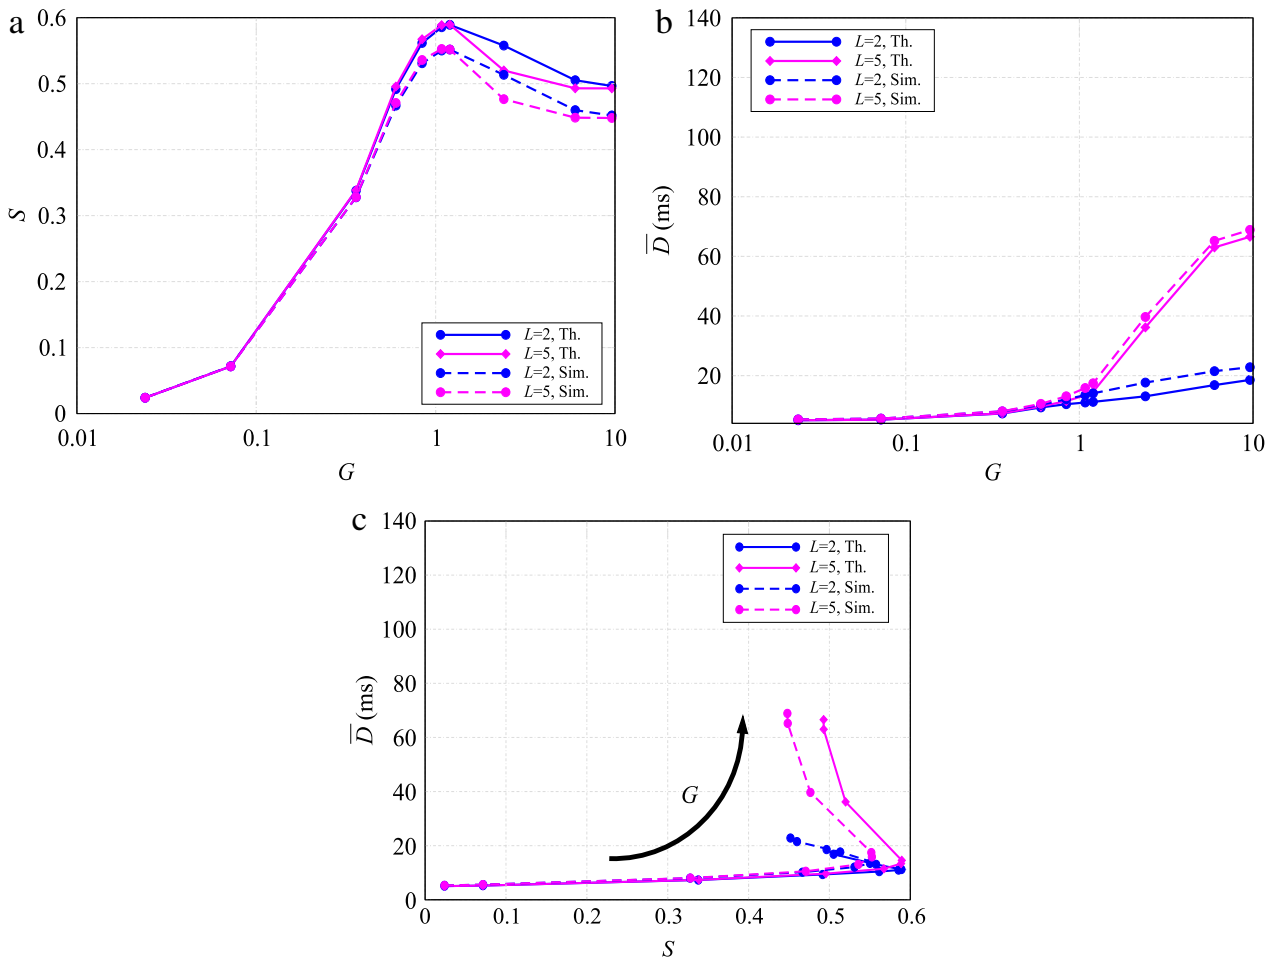 a
0.6
0.5
0.4
0.3
0.2
0.1
0
S
L=2, Th.
L=5, Th.
L=2, Sim.
L=5, Sim.
0.01 0.1 1 10
G
b
140
120
100
80
60
40
20
D (ms)
L=2, Th.
L=5, Th.
L=2, Sim.
L=5, Sim.
0.01 0.1 1 10
G
c
140
120
100
80
60
40
20
0
D (ms)
L=2, Th.
L=5, Th.
L=2, Sim.
L=5, Sim.
G
0 0.1 0.2 0.3 0.4 0.5 0.6
S